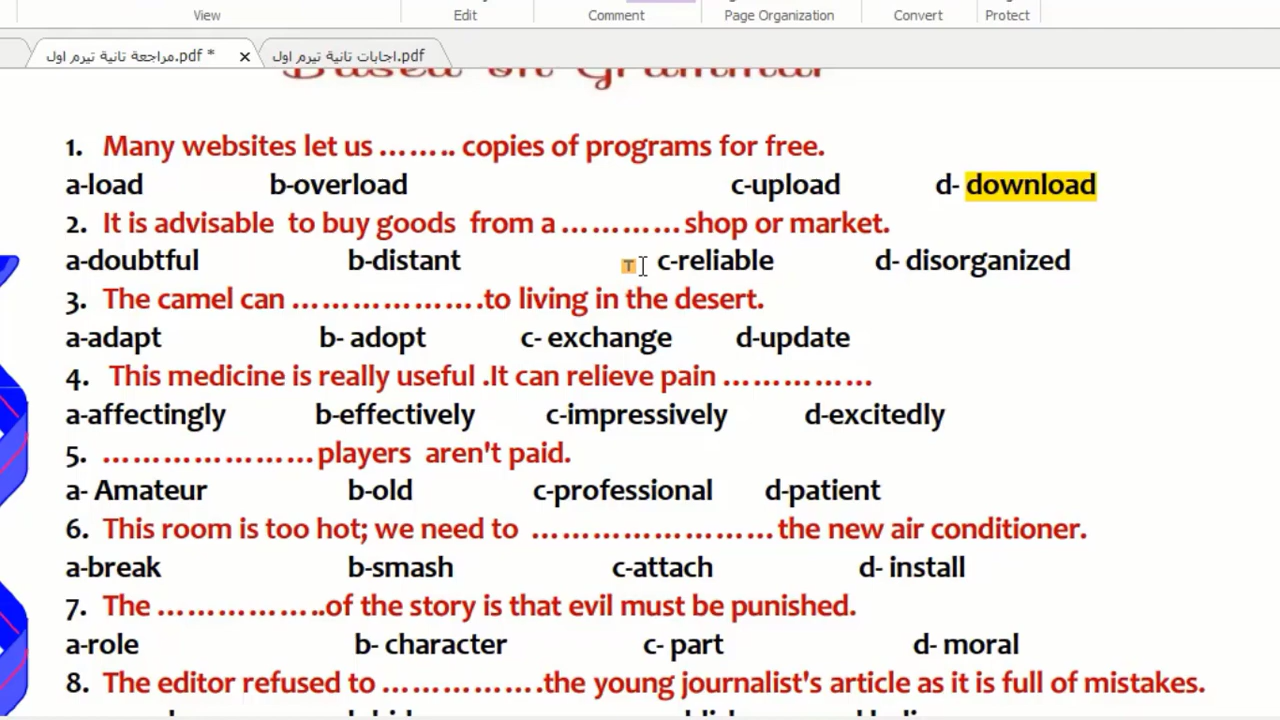 View Edit Comment Page Organization Convert Protect
مراجعة تانية تيرم اول.pdf * اجابات تانية تيرم اول.pdf
Based on Grammar
1. Many websites let us …….. copies of programs for free.
a-load b-overload c-upload d- download
2. It is advisable to buy goods from a ………… shop or market.
a-doubtful b-distant c-reliable d- disorganized
3. The camel can ……………….to living in the desert.
a-adapt b- adopt c- exchange d-update
4. This medicine is really useful .It can relieve pain ……………
a-affectingly b-effectively c-impressively d-excitedly
5. ………………… players aren't paid.
a- Amateur b-old c-professional d-patient
6. This room is too hot; we need to …………………… the new air conditioner.
a-break b-smash c-attach d- install
7. The ……………..of the story is that evil must be punished.
a-role b- character c- part d- moral
8. The editor refused to …………….the young journalist's article as it is full of mistakes.